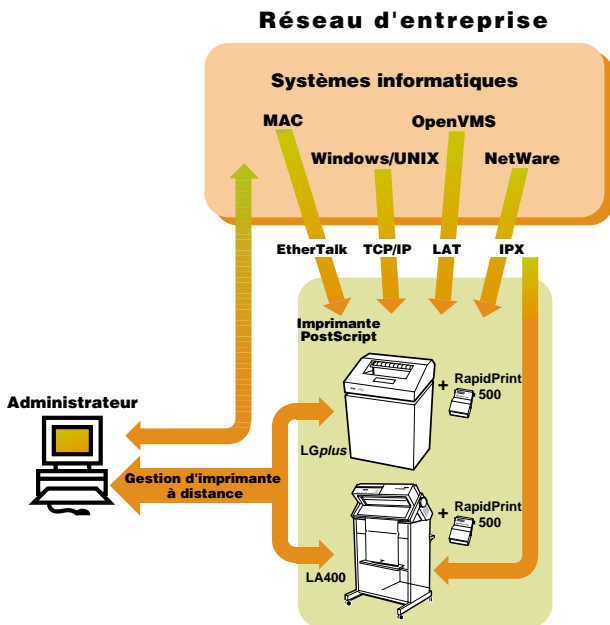 Réseau d'entreprise
Systèmes informatiques
MAC
OpenVMS
Windows/UNIX
NetWare
EtherTalk
TCP/IP
LAT
IPX
Imprimante
PostScript
+ RapidPrint
500
Administrateur
LGplus
Gestion d'imprimante
à distance
+ RapidPrint
500
LA400